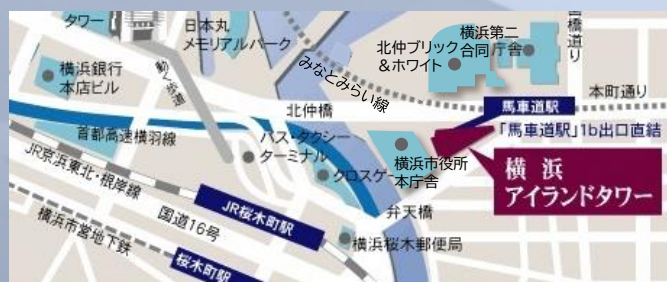 タワー
日本丸
メモリアルパーク
横浜第二
合同庁舎
北仲ブリック
&ホワイト
横浜銀行
本店ビル
動く歩道
みなとみらい線
本町通り
北仲橋
馬車道駅
「馬車道駅」1b出口直結
首都高速横羽線
バス・タクシー
ターミナル
横浜市役所
本庁舎
横浜
アイランドタワー
JR京浜東北・根岸線
クロスゲー
JR桜木町駅
弁天橋
国道16号
横浜市営地下鉄
横浜桜木郵便局
桜木町駅